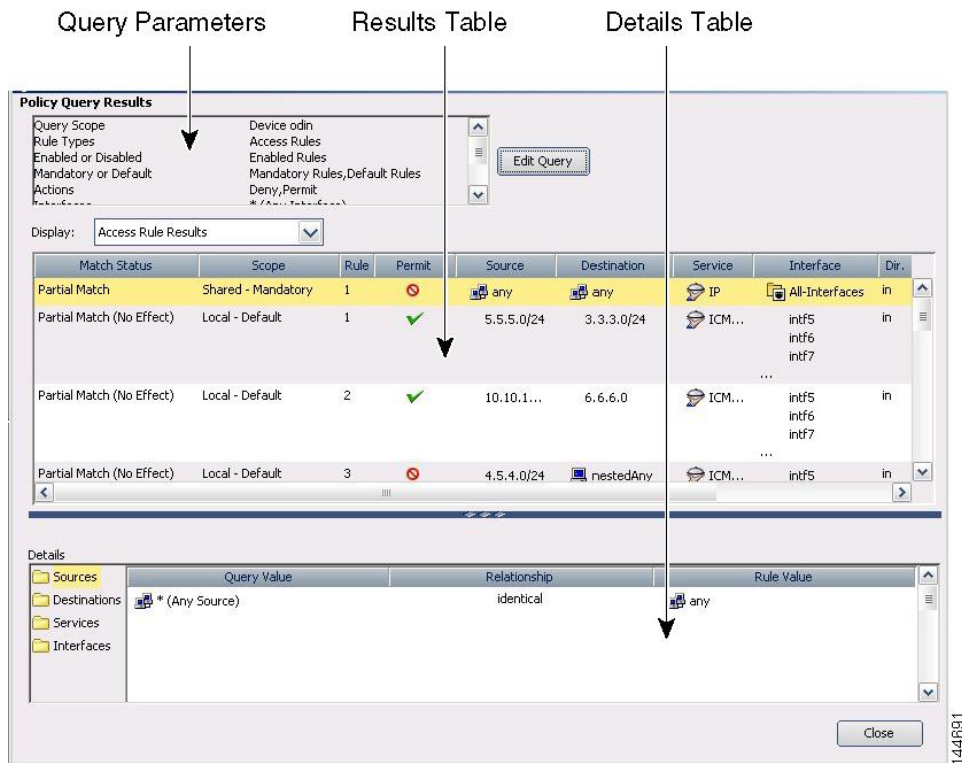 Query Parameters Results Table Details Table
Policy Query Results
Query Scope Device odin
Rule Types Access Rules
Enabled or Disabled Enabled Rules
Mandatory or Default Mandatory Rules,Default Rules
Actions Deny,Permit
Interfaces * (Any Interface)
Edit Query
Display: Access Rule Results
Match Status Scope Rule Permit Source Destination Service Interface Dir.
Partial Match Shared - Mandatory 1 any any IP All-Interfaces in
Partial Match (No Effect) Local - Default 1 5.5.5.0/24 3.3.3.0/24 ICM... intf5 in
intf6
intf7
...
Partial Match (No Effect) Local - Default 2 10.10.1... 6.6.6.0 ICM... intf5 in
intf6
intf7
...
Partial Match (No Effect) Local - Default 3 4.5.4.0/24 nestedAny ICM... intf5 in
Details
Sources Query Value Relationship Rule Value
Destinations * (Any Source) identical any
Services
Interfaces
Close
144691